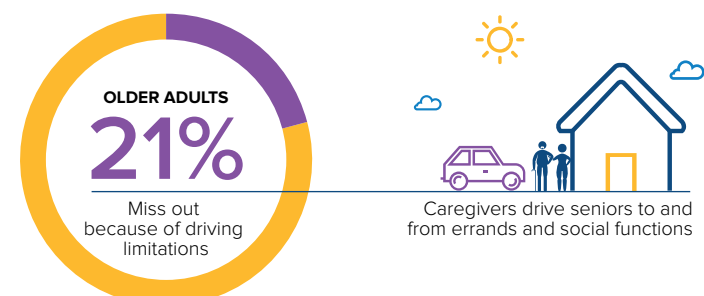 OLDER ADULTS
21%
Miss out
because of driving
limitations
Caregivers drive seniors to and
from errands and social functions